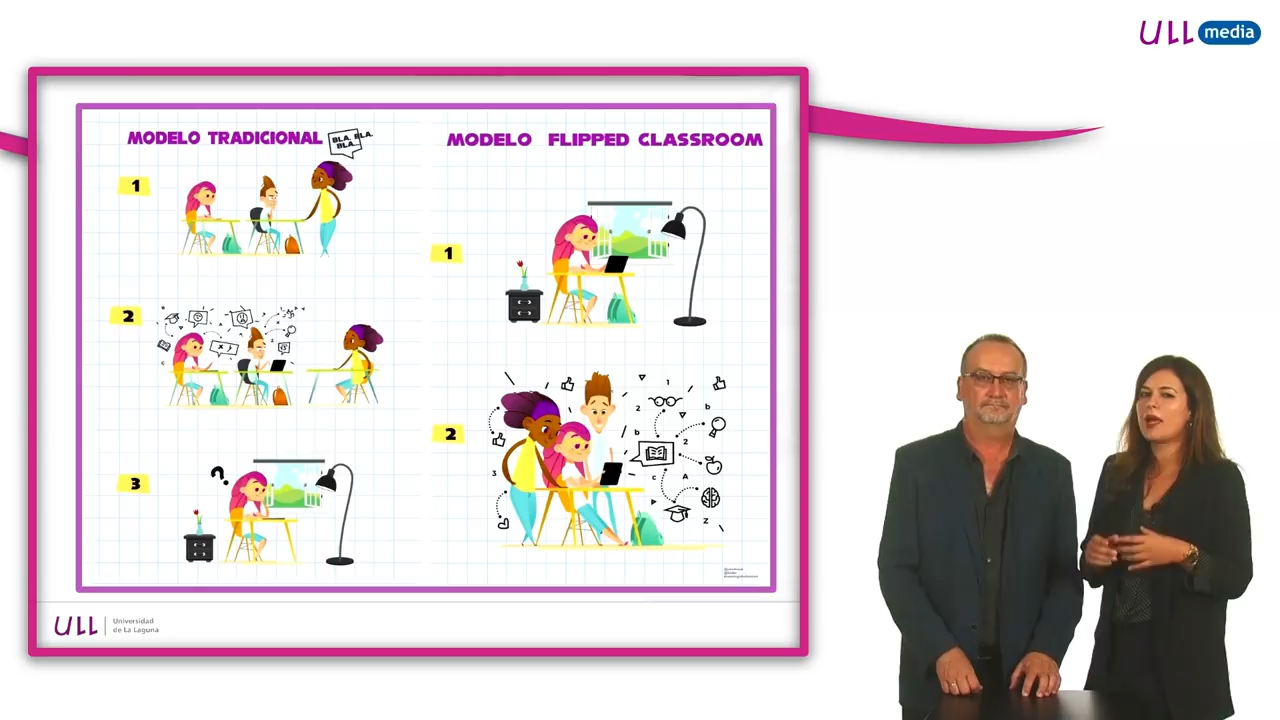 ULL media
MODELO TRADICIONAL
BLA, BLA,
BLA...
1
2
3
MODELO FLIPPED CLASSROOM
1
2
ULL
Universidad
de La Laguna